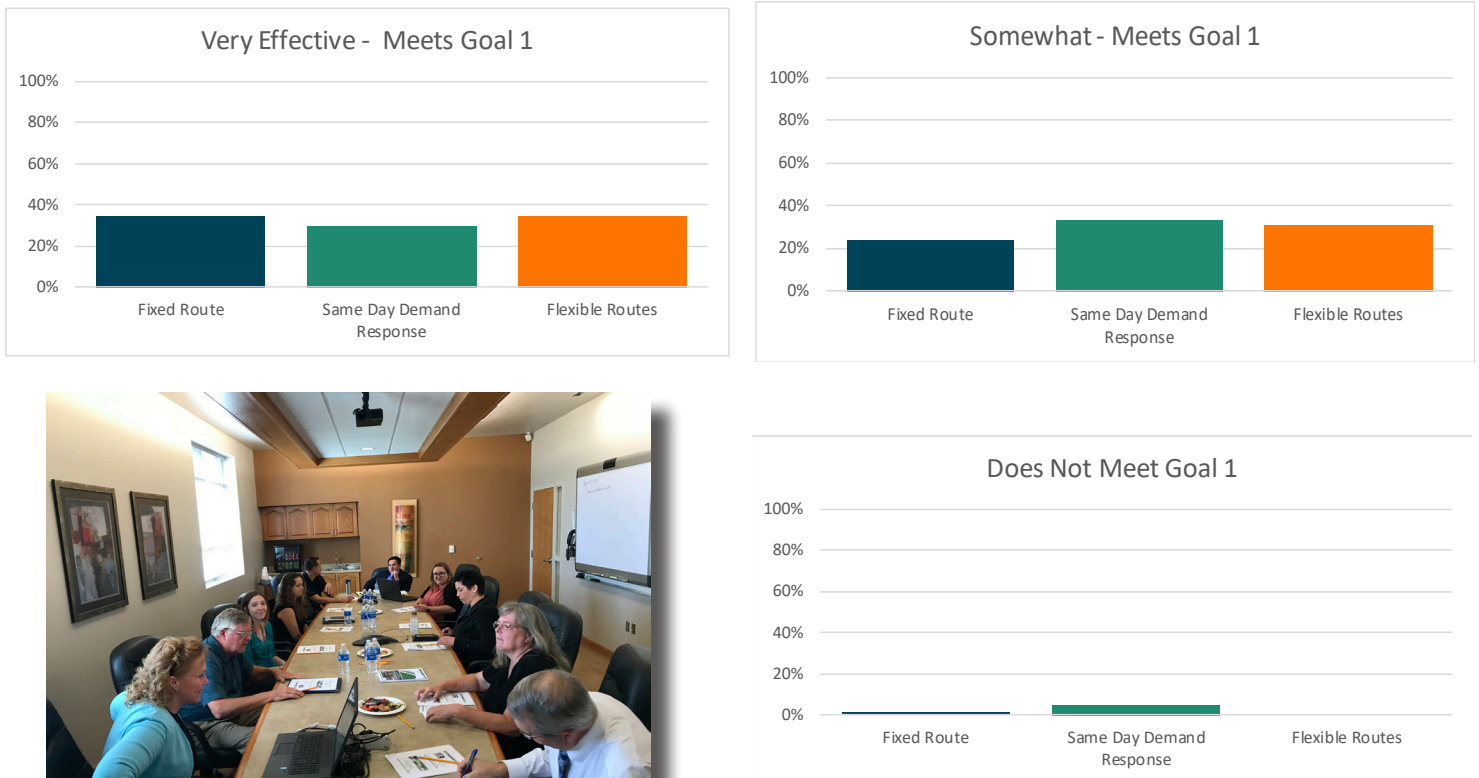 Very Effective - Meets Goal 1
100%
80%
60%
40%
20%
0%
Fixed Route
Same Day Demand
Response
Flexible Routes
Somewhat - Meets Goal 1
100%
80%
60%
40%
20%
0%
Fixed Route
Same Day Demand
Response
Flexible Routes
Does Not Meet Goal 1
100%
80%
60%
40%
20%
0%
Fixed Route
Same Day Demand
Response
Flexible Routes